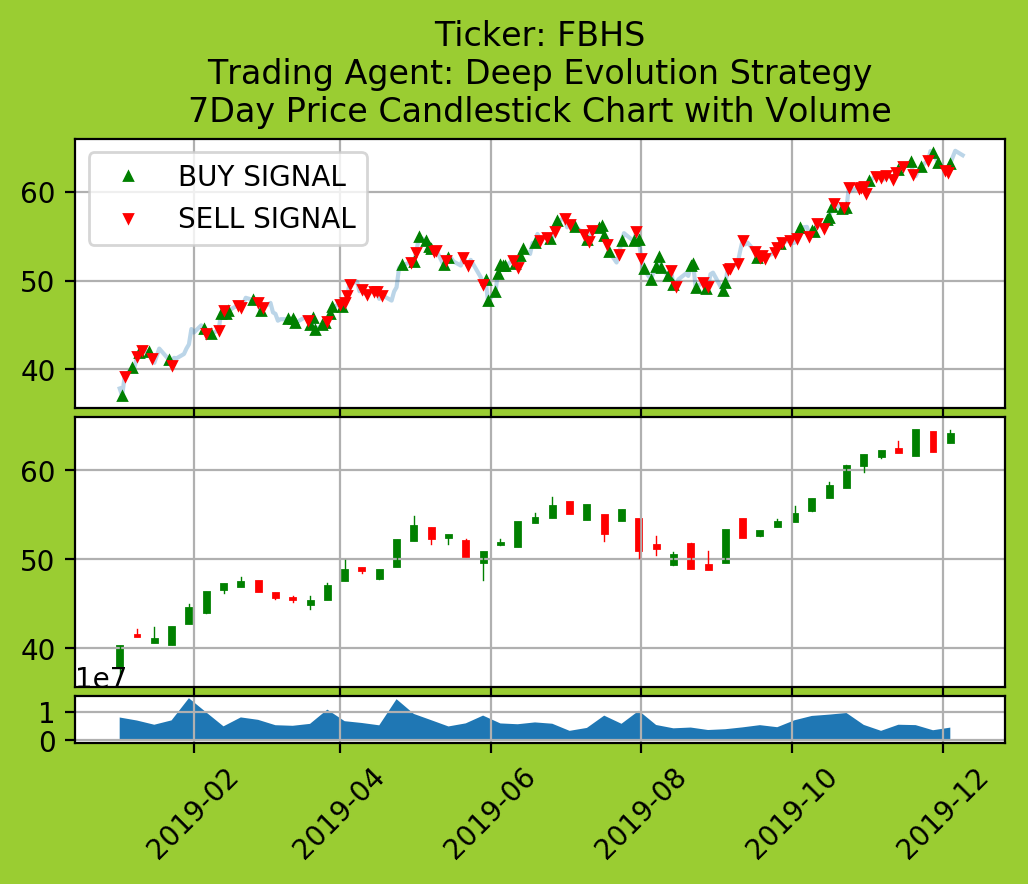 Ticker: FBHS
Trading Agent: Deep Evolution Strategy
7Day Price Candlestick Chart with Volume
BUY SIGNAL
SELL SIGNAL
60
50
40
60
50
40
1e7
1
0
2019-02
2019-04
2019-06
2019-08
2019-10
2019-12